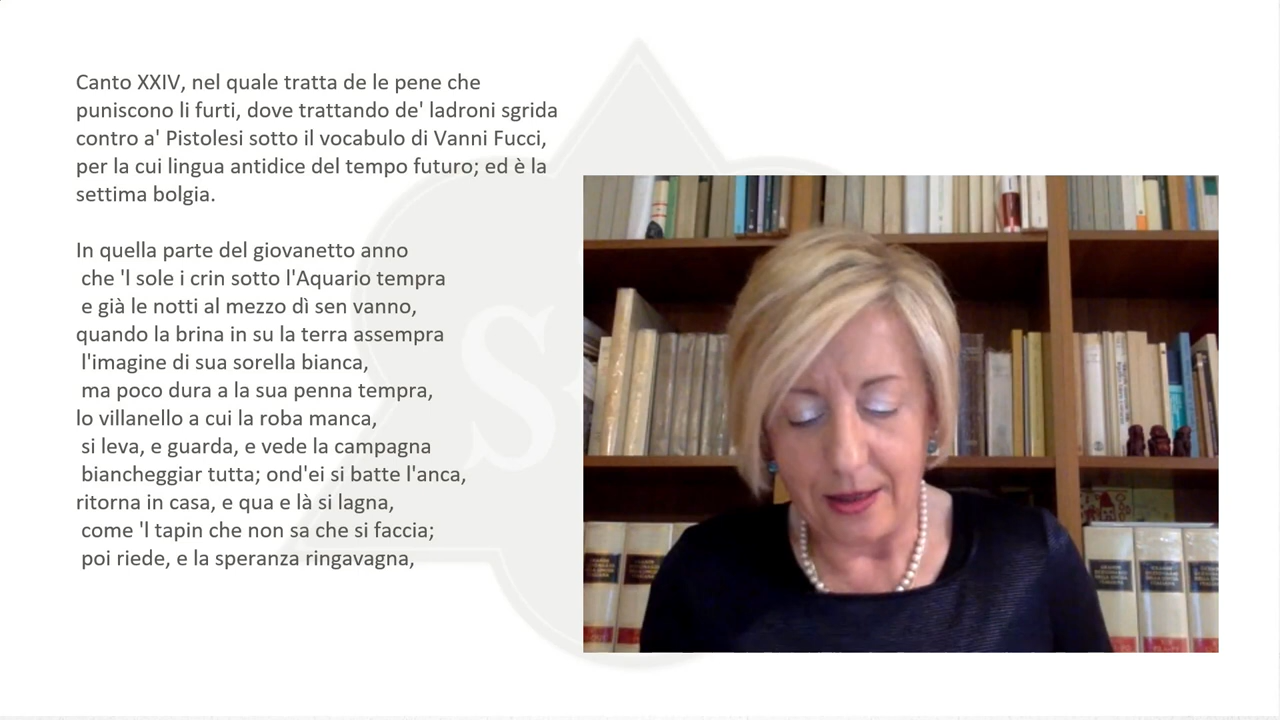 Canto XXIV, nel quale tratta de le pene che
puniscono li furti, dove trattando de' ladroni sgrida
contro a' Pistolesi sotto il vocabulo di Vanni Fucci,
per la cui lingua antidice del tempo futuro; ed è la
settima bolgia.
In quella parte del giovanetto anno
che 'l sole i crin sotto l'Aquario tempra
e già le notti al mezzo dì sen vanno,
quando la brina in su la terra assempra
l'imagine di sua sorella bianca,
ma poco dura a la sua penna tempra,
lo villanello a cui la roba manca,
si leva, e guarda, e vede la campagna
biancheggiar tutta; ond'ei si batte l'anca,
ritorna in casa, e qua e là si lagna,
come 'l tapin che non sa che si faccia;
poi riede, e la speranza ringavagna,